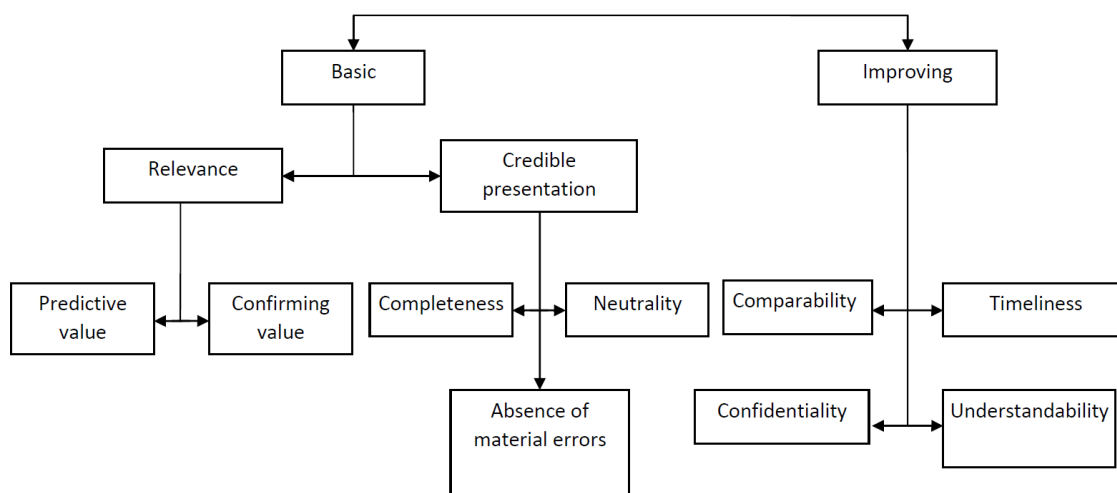 Basic
Improving
Relevance
Credible
presentation
Predictive
value
Confirming
value
Completeness
Neutrality
Comparability
Timeliness
Absence of
material errors
Confidentiality
Understandability